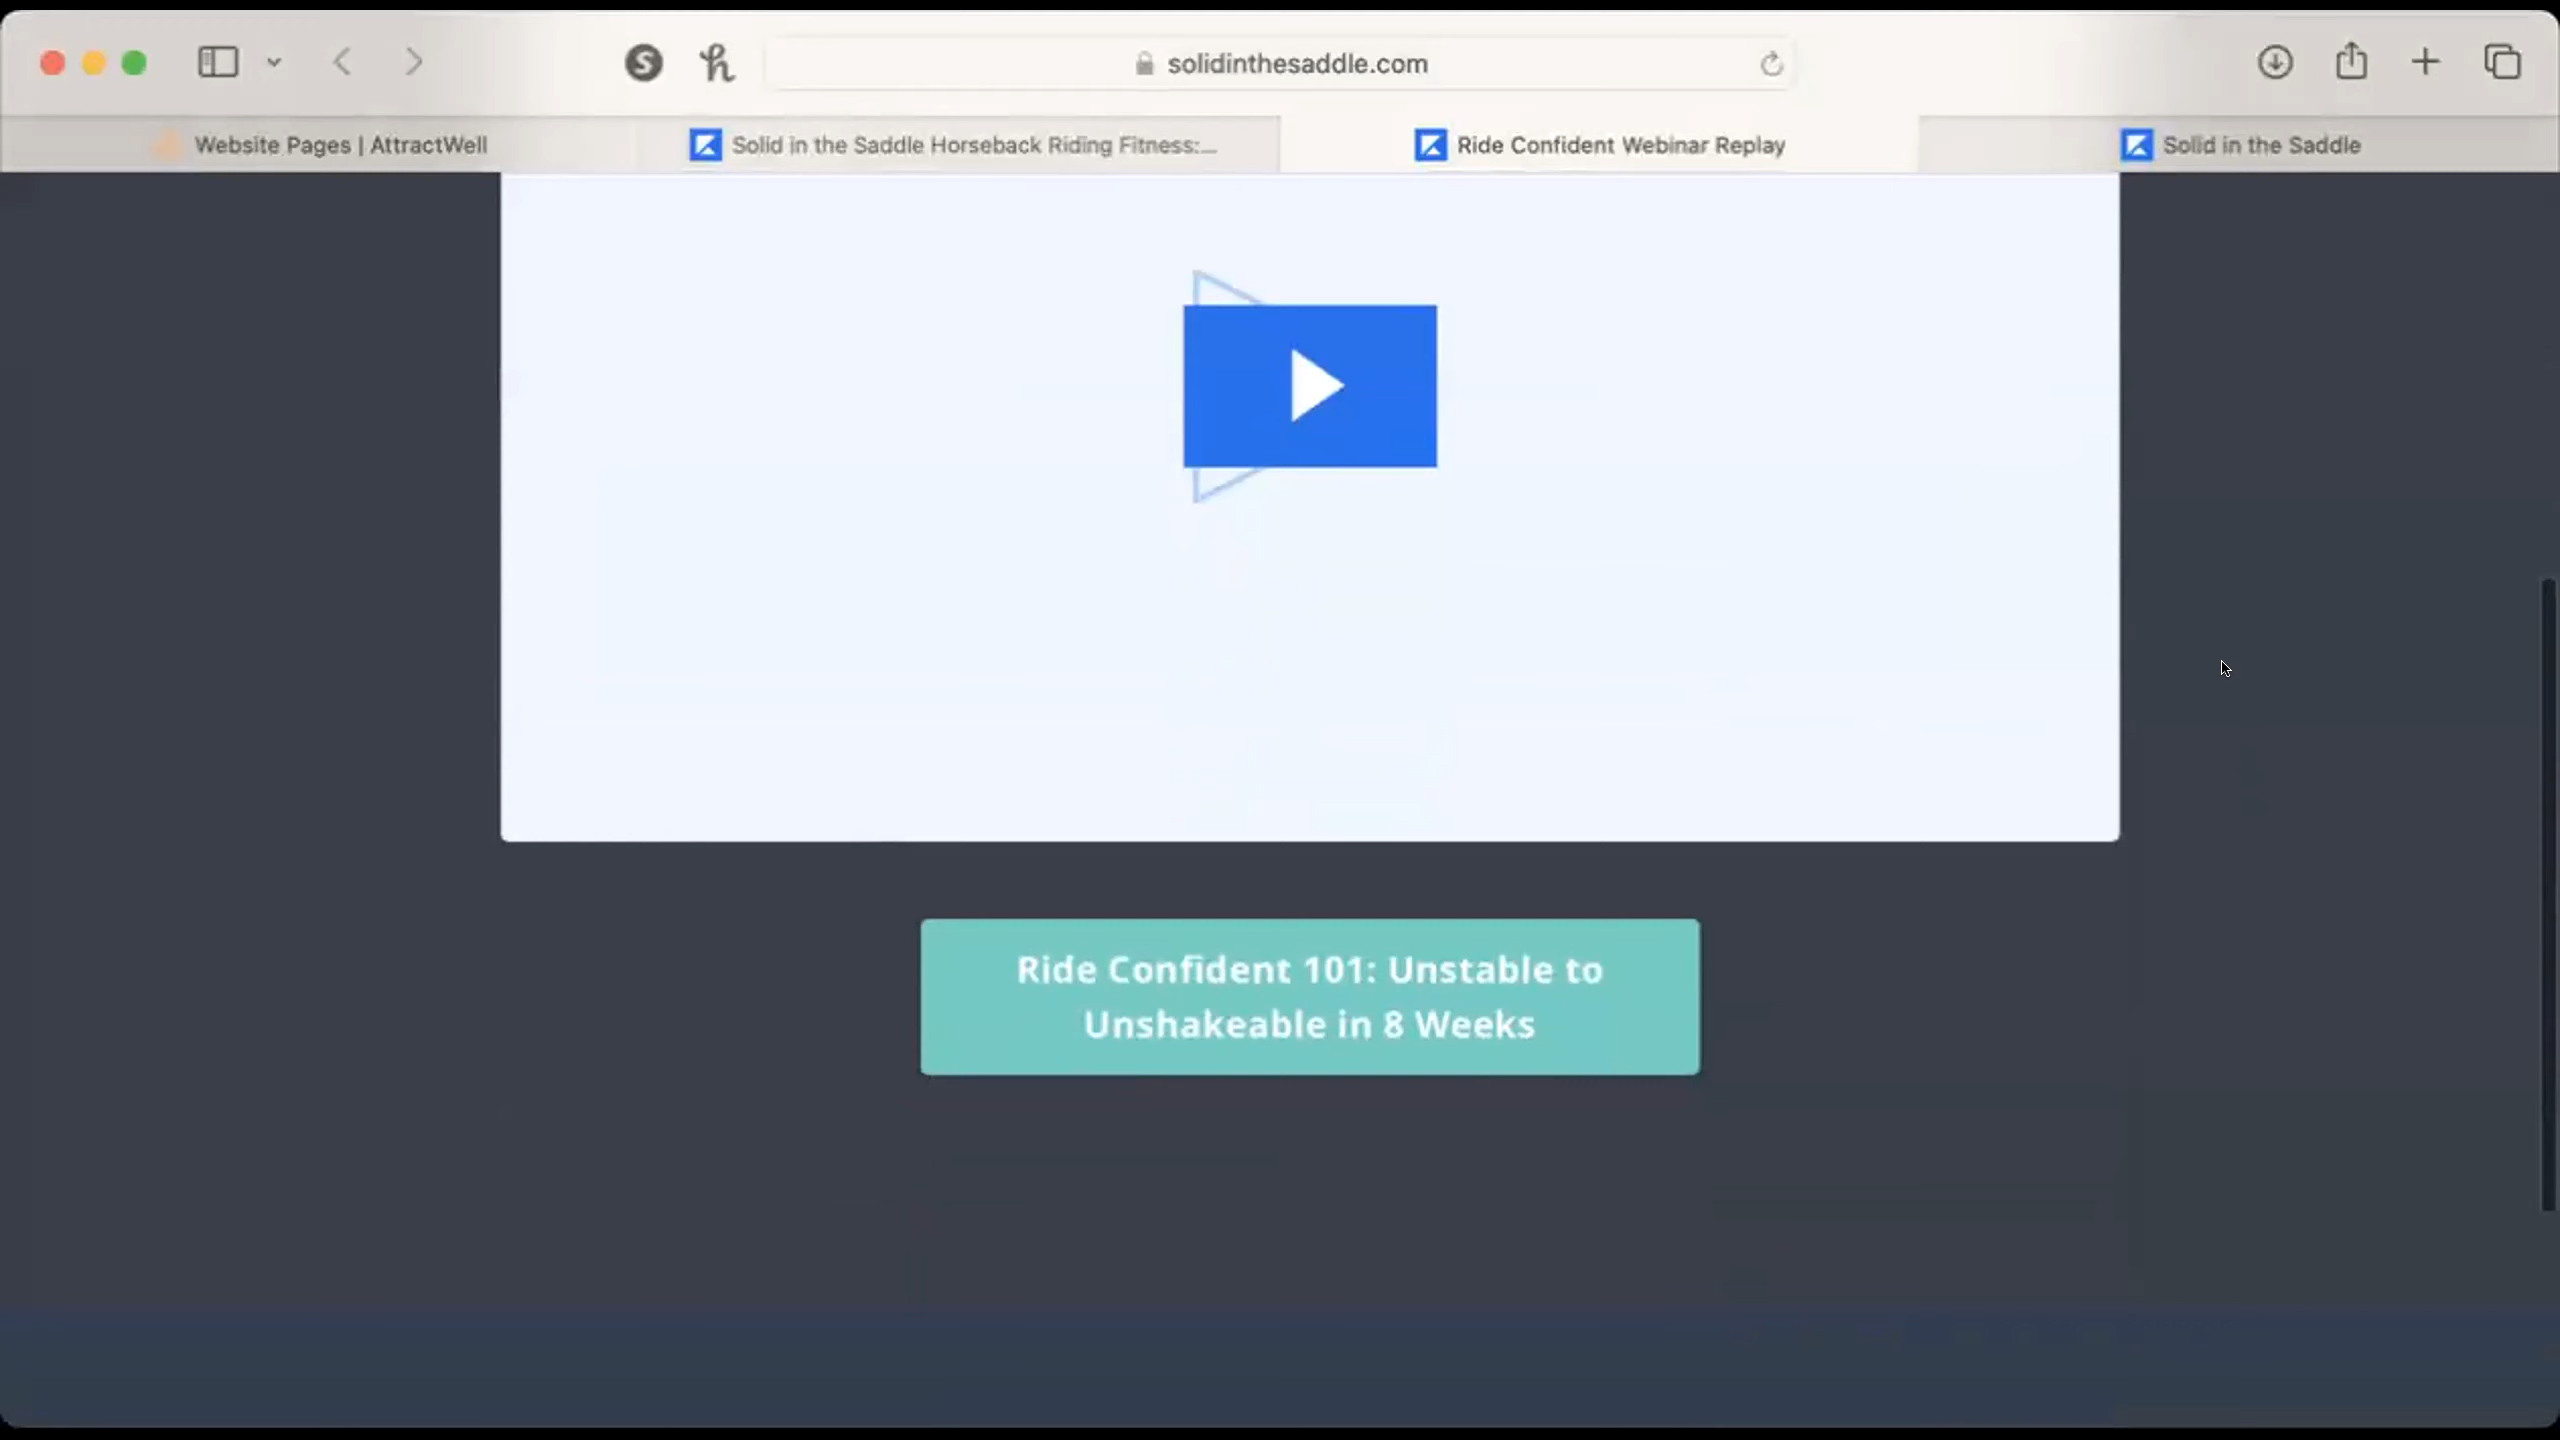 solidinthesaddle.com
Website Pages | AttractWell
Solid in the Saddle Horseback Riding Fitness:...
Ride Confident Webinar Replay
Solid in the Saddle
Ride Confident 101: Unstable to
Unshakeable in 8 Weeks